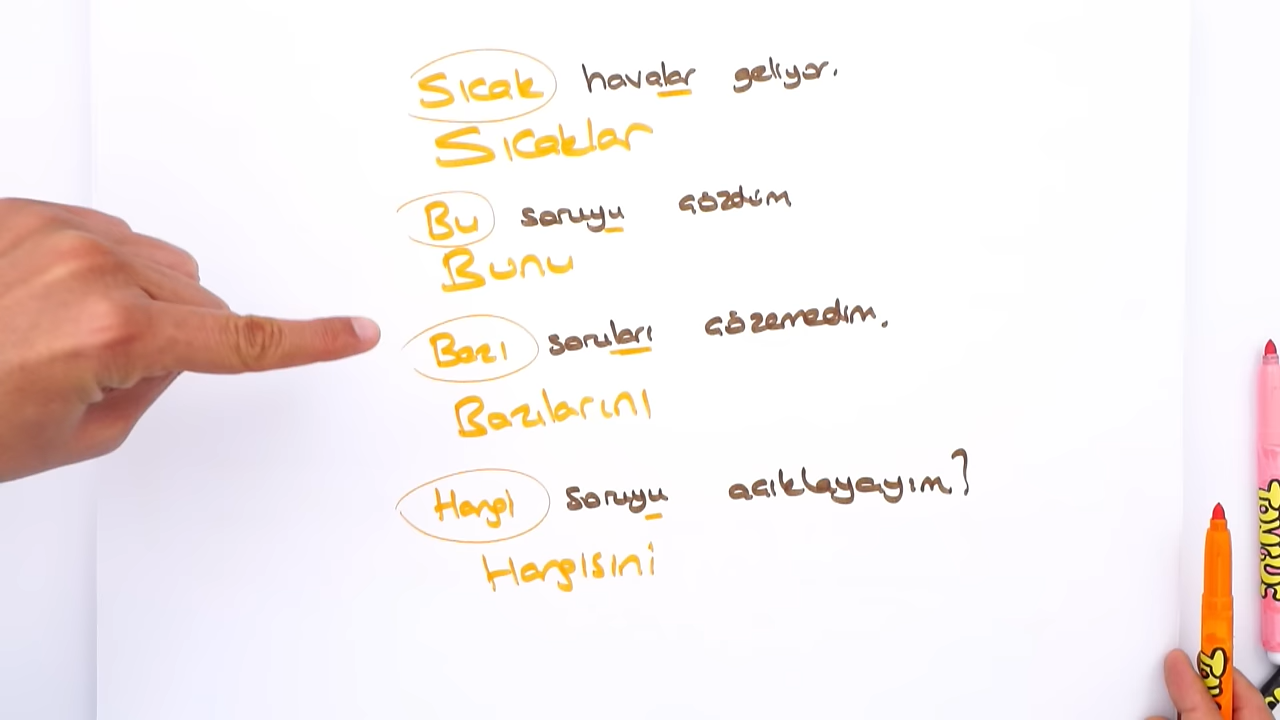 Sıcak havalar geliyor.
Sıcaklar
Bu soruyu çözdüm
Bunu
Bazı soruları çözemedim.
Bazılarını
Hangi soruyu açıklayayım?
Hangisini